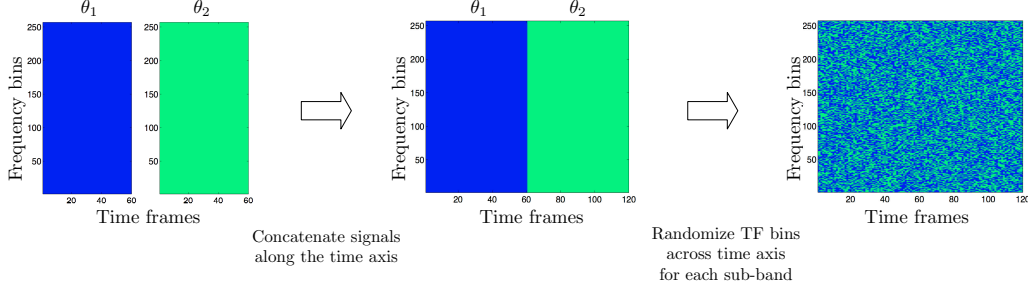 θ₁ θ₂
Frequency bins
250
200
150
100
50
20 40 60
250
200
150
100
50
20 40 60
Time frames
Concatenate signals
along the time axis
θ₁ θ₂
Frequency bins
250
200
150
100
50
20 40 60 80 100 120
Time frames
Randomize TF bins
across time axis
for each sub-band
Frequency bins
250
200
150
100
50
20 40 60 80 100 120
Time frames